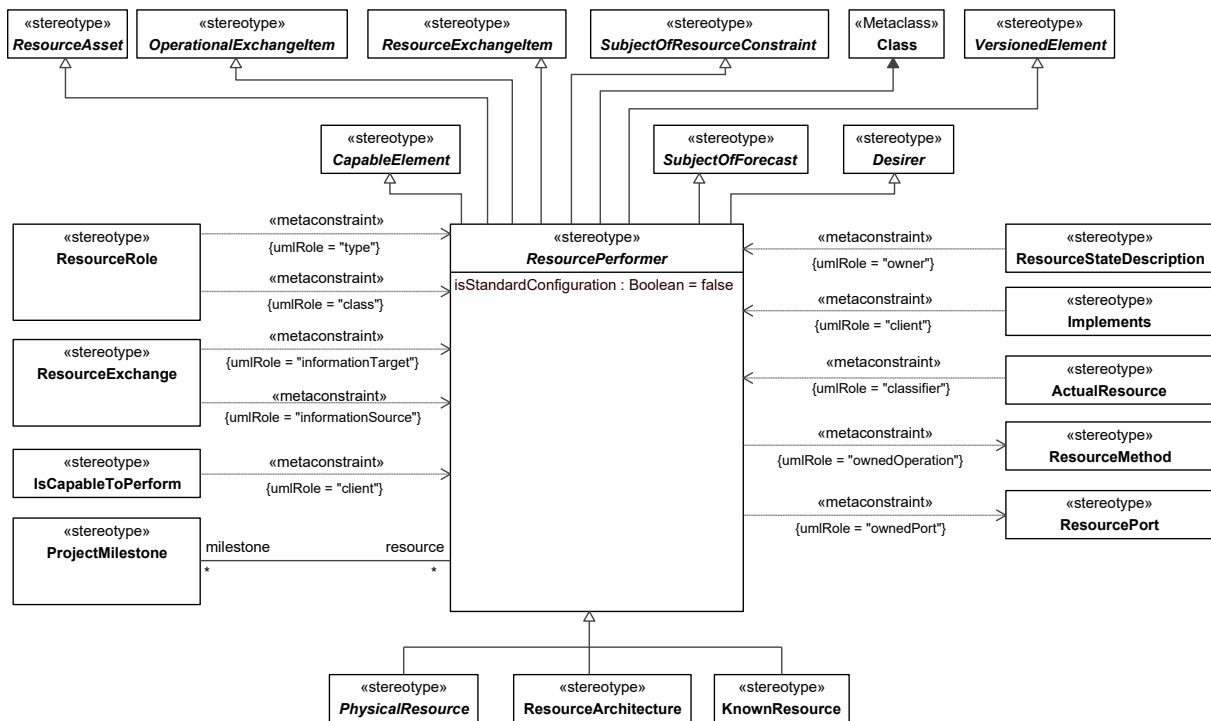 «stereotype»
ResourceAsset
«stereotype»
OperationalExchangeItem
«stereotype»
ResourceExchangeItem
«stereotype»
SubjectOfResourceConstraint
«Metaclass»
Class
«stereotype»
VersionedElement
«stereotype»
CapableElement
«stereotype»
SubjectOfForecast
«stereotype»
Desirer
«stereotype»
ResourceRole
«metaconstraint»
{umlRole = "type"}
«metaconstraint»
{umlRole = "class"}
«stereotype»
ResourceExchange
«metaconstraint»
{umlRole = "informationTarget"}
«metaconstraint»
{umlRole = "informationSource"}
«stereotype»
IsCapableToPerform
«metaconstraint»
{umlRole = "client"}
«stereotype»
ProjectMilestone
milestone
*
resource
*
«stereotype»
ResourcePerformer
isStandardConfiguration : Boolean = false
«metaconstraint»
{umlRole = "owner"}
«stereotype»
ResourceStateDescription
«metaconstraint»
{umlRole = "client"}
«stereotype»
Implements
«metaconstraint»
{umlRole = "classifier"}
«stereotype»
ActualResource
«metaconstraint»
{umlRole = "ownedOperation"}
«stereotype»
ResourceMethod
«metaconstraint»
{umlRole = "ownedPort"}
«stereotype»
ResourcePort
«stereotype»
PhysicalResource
«stereotype»
ResourceArchitecture
«stereotype»
KnownResource